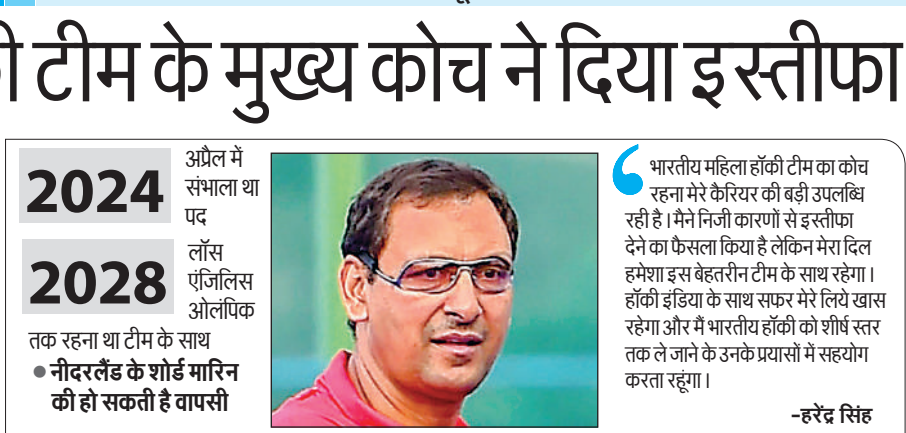 टीम के मुख्य कोच ने दिया इस्तीफा
2024
अप्रैल में
संभाला था
पद
2028
लॉस
एंजिलिस
ओलंपिक
तक रहना था टीम के साथ
● नीदरलैंड के शोर्ड मारिन
की हो सकती है वापसी
‘ भारतीय महिला हॉकी टीम का कोच
रहना मेरे कैरियर की बड़ी उपलब्धि
रही है । मैने निजी कारणों से इस्तीफा
देने का फैसला किया है लेकिन मेरा दिल
हमेशा इस बेहतरीन टीम के साथ रहेगा ।
हॉकी इंडिया के साथ सफर मेरे लिये खास
रहेगा और मैं भारतीय हॉकी को शीर्ष स्तर
तक ले जाने के उनके प्रयासों में सहयोग
करता रहूंगा ।
-हरेंद्र सिंह